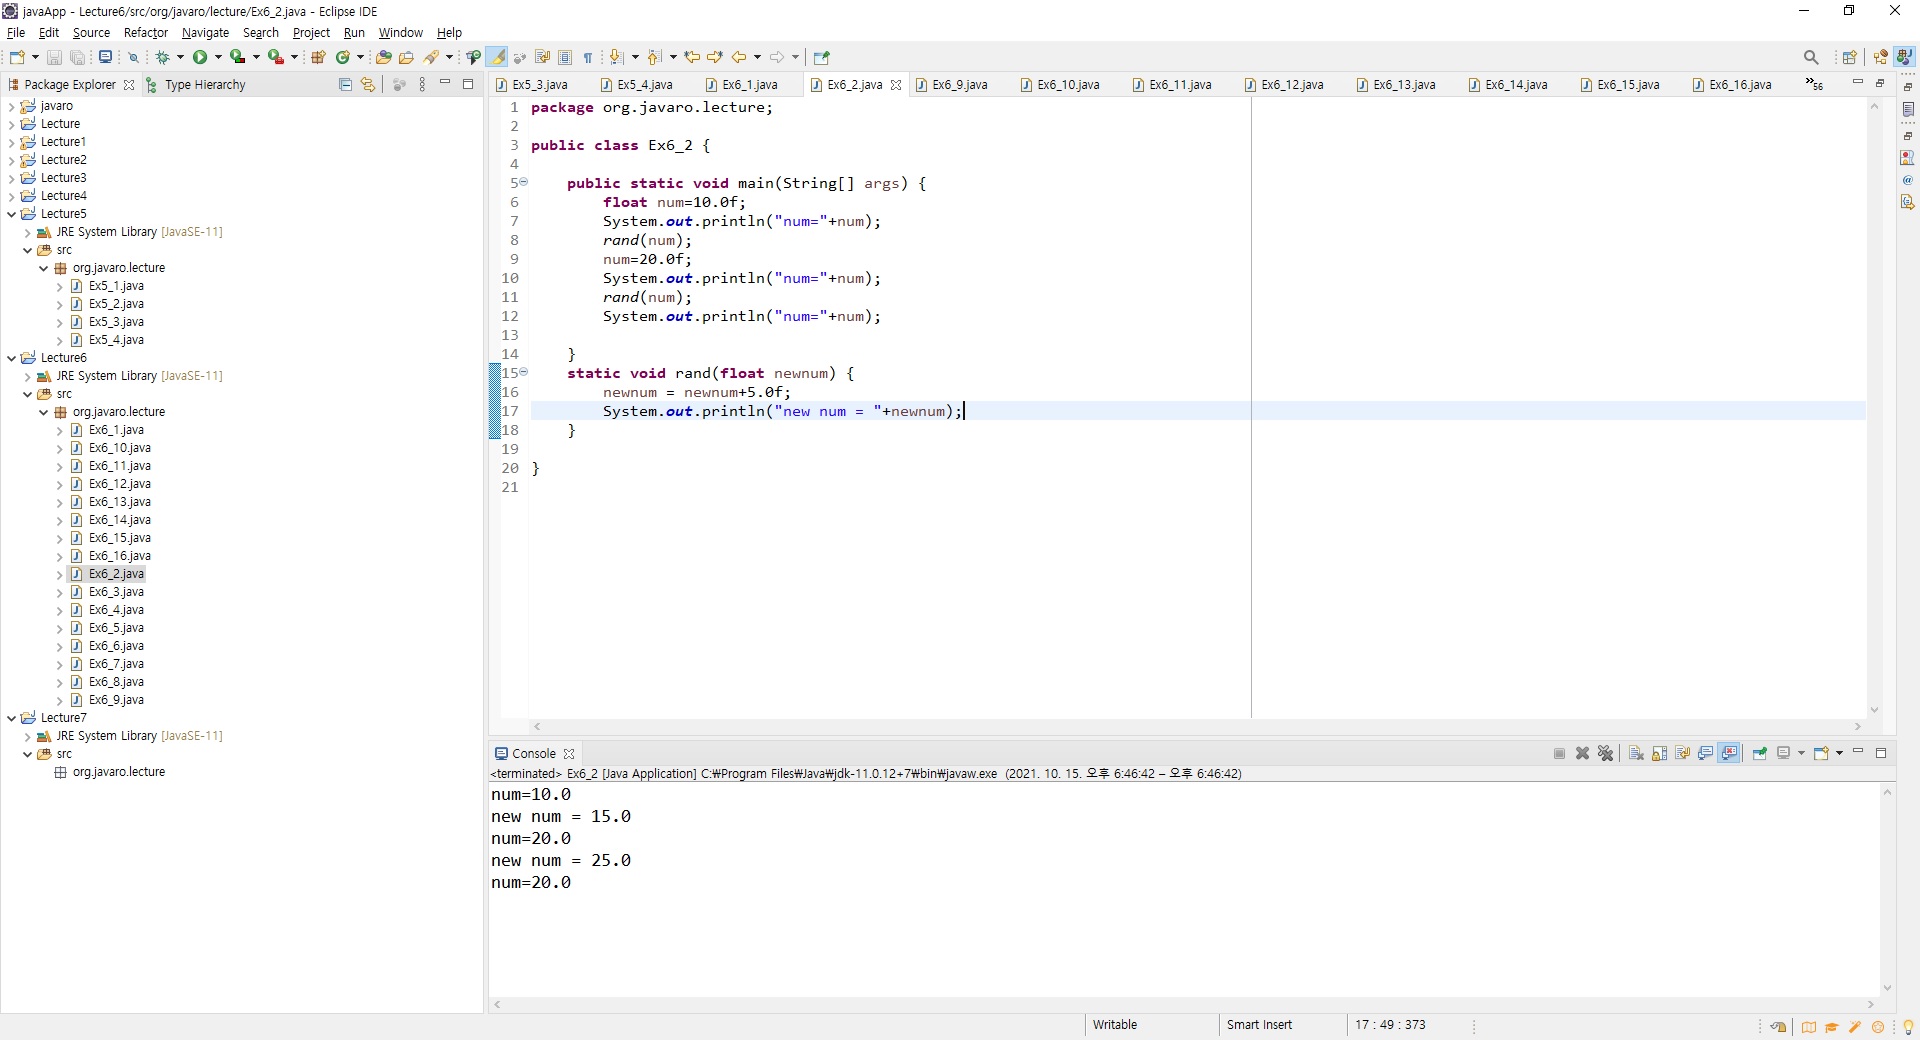 javaApp - Lecture6/src/org/javaro/lecture/Ex6_2.java - Eclipse IDE
File Edit Source Refactor Navigate Search Project Run Window Help
Package Explorer Type Hierarchy
javaro
Lecture
Lecture1
Lecture2
Lecture3
Lecture4
Lecture5
JRE System Library [JavaSE-11]
src
org.javaro.lecture
Ex5_1.java
Ex5_2.java
Ex5_3.java
Ex5_4.java
Lecture6
JRE System Library [JavaSE-11]
src
org.javaro.lecture
Ex6_1.java
Ex6_10.java
Ex6_11.java
Ex6_12.java
Ex6_13.java
Ex6_14.java
Ex6_15.java
Ex6_16.java
Ex6_2.java
Ex6_3.java
Ex6_4.java
Ex6_5.java
Ex6_6.java
Ex6_7.java
Ex6_8.java
Ex6_9.java
Lecture7
JRE System Library [JavaSE-11]
src
org.javaro.lecture
Ex5_3.java Ex5_4.java Ex6_1.java Ex6_2.java Ex6_9.java Ex6_10.java Ex6_11.java Ex6_12.java Ex6_13.java Ex6_14.java Ex6_15.java Ex6_16.java »56
1 package org.javaro.lecture;
2
3 public class Ex6_2 {
4
5 public static void main(String[] args) {
6 float num=10.0f;
7 System.out.println("num="+num);
8 rand(num);
9 num=20.0f;
10 System.out.println("num="+num);
11 rand(num);
12 System.out.println("num="+num);
13
14 }
15 static void rand(float newnum) {
16 newnum = newnum+5.0f;
17 System.out.println("new num = "+newnum);
18 }
19
20 }
21
Console
<terminated> Ex6_2 [Java Application] C:₩Program Files₩Java₩jdk-11.0.12+7₩bin₩javaw.exe (2021. 10. 15. 오후 6:46:42 – 오후 6:46:42)
num=10.0
new num = 15.0
num=20.0
new num = 25.0
num=20.0
Writable Smart Insert 17 : 49 : 373